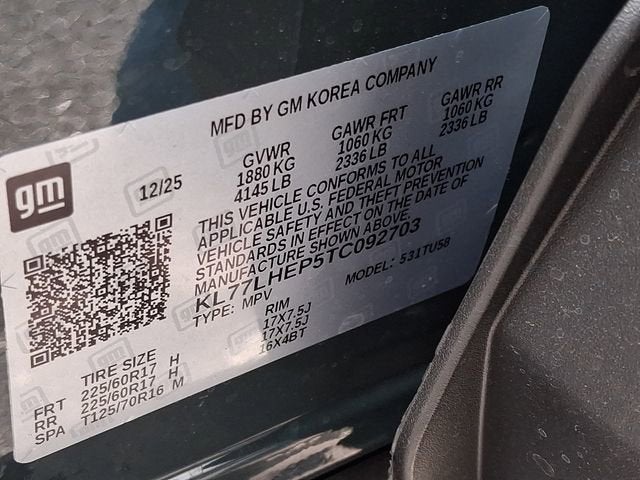 MFD BY GM KOREA COMPANY
gm
12/25
GVWR GAWR FRT GAWR RR
1880 KG 1060 KG 1060 KG
4145 LB 2336 LB 2336 LB
THIS VEHICLE CONFORMS TO ALL
APPLICABLE U.S. FEDERAL MOTOR
VEHICLE SAFETY AND THEFT PREVENTION
STANDARDS IN EFFECT ON THE DATE OF
MANUFACTURE SHOWN ABOVE.
KL77LHEP5TC092703
TYPE: MPV MODEL: 531TU58
TIRE SIZE RIM
FRT 225/60R17 H 17X7.5J
RR 225/60R17 H 17X7.5J
SPA T125/70R16 M 16X4BT